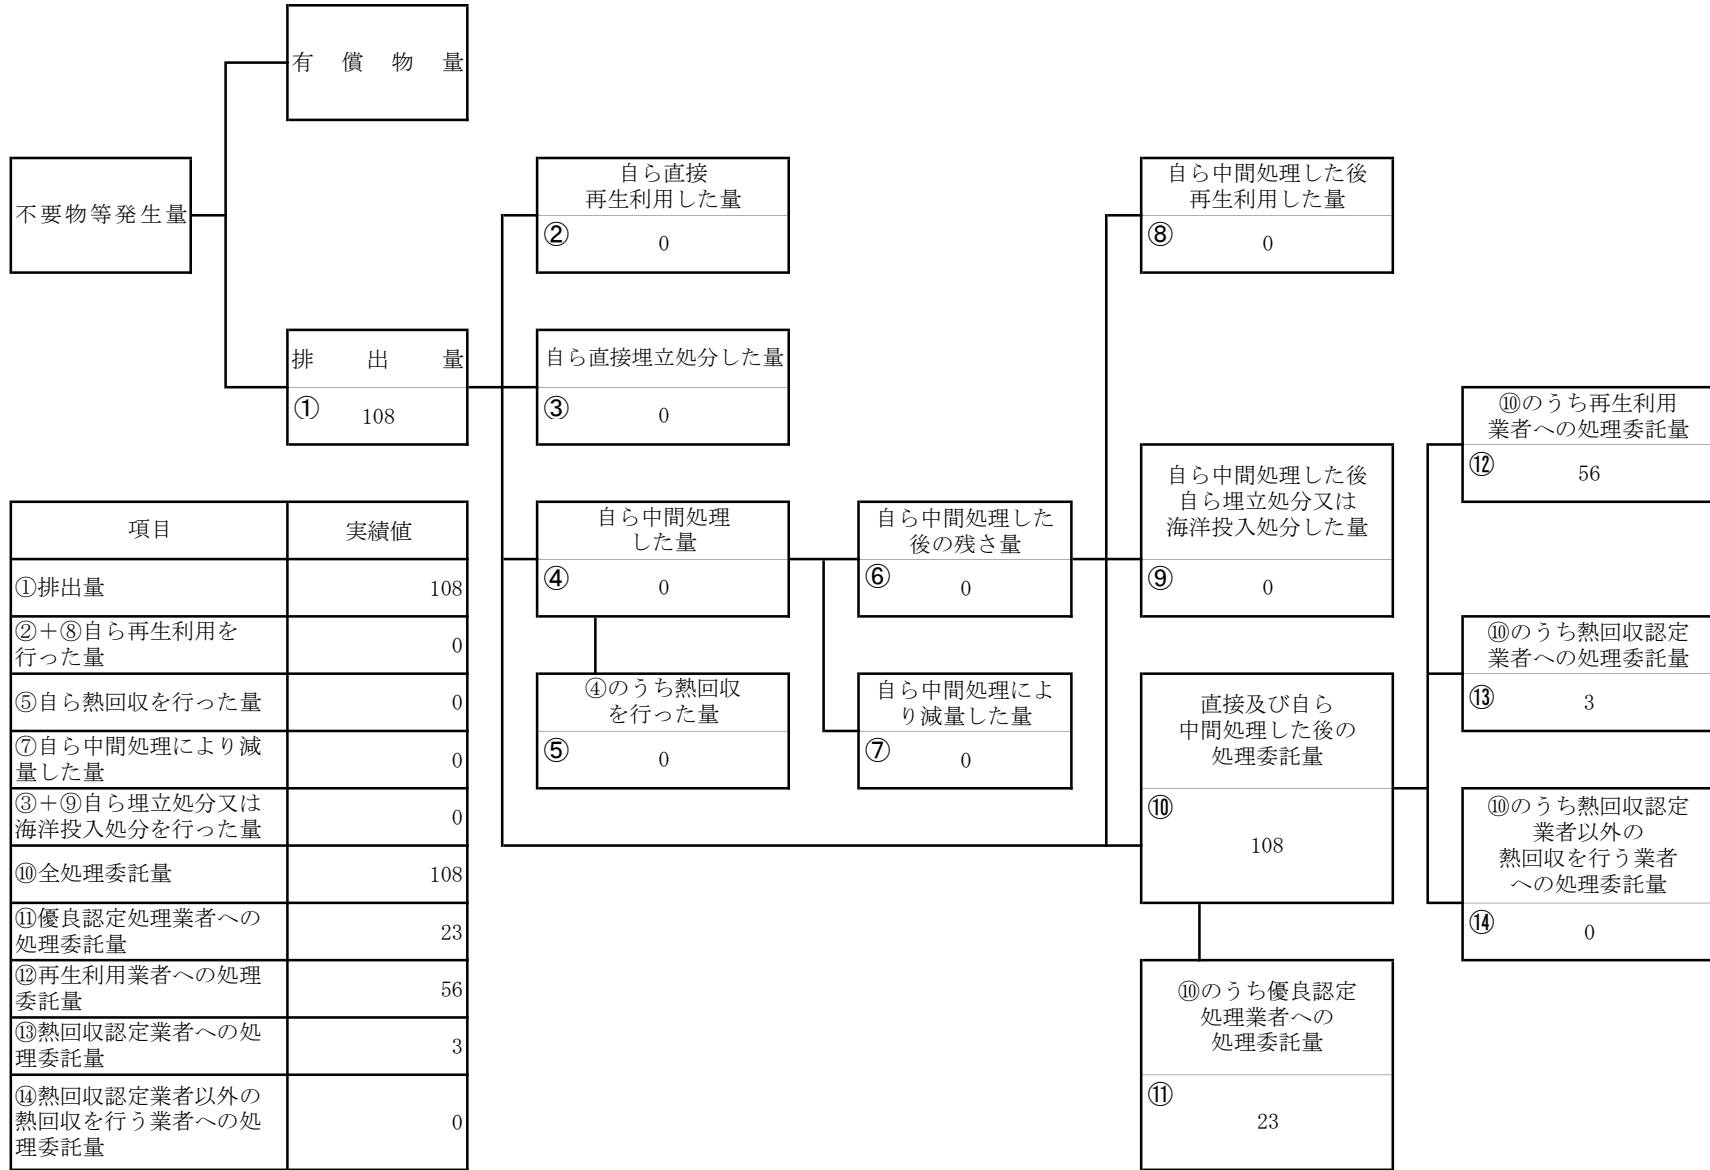 有償物量
不要物等発生量
自ら直接
再生利用した量
② 0
自ら中間処理した後
再生利用した量
⑧ 0
排出量
① 108
自ら直接埋立処分した量
③ 0
⑩のうち再生利用
業者への処理委託量
⑫ 56
自ら中間処理した後
自ら埋立処分又は
海洋投入処分した量
⑨ 0
自ら中間処理
した量
④ 0
自ら中間処理した
後の残さ量
⑥ 0
⑩のうち熱回収認定
業者への処理委託量
⑬ 3
④のうち熱回収
を行った量
⑤ 0
自ら中間処理によ
り減量した量
⑦ 0
直接及び自ら
中間処理した後の
処理委託量
⑩
108
⑩のうち熱回収認定
業者以外の
熱回収を行う業者
への処理委託量
⑭ 0
⑩のうち優良認定
処理業者への
処理委託量
⑪
23
項目 実績値
①排出量 108
②+⑧自ら再生利用を
行った量 0
⑤自ら熱回収を行った量 0
⑦自ら中間処理により減
量した量 0
③+⑨自ら埋立処分又は
海洋投入処分を行った量 0
⑩全処理委託量 108
⑪優良認定処理業者への
処理委託量 23
⑫再生利用業者への処理
委託量 56
⑬熱回収認定業者への処
理委託量 3
⑭熱回収認定業者以外の
熱回収を行う業者への処
理委託量 0